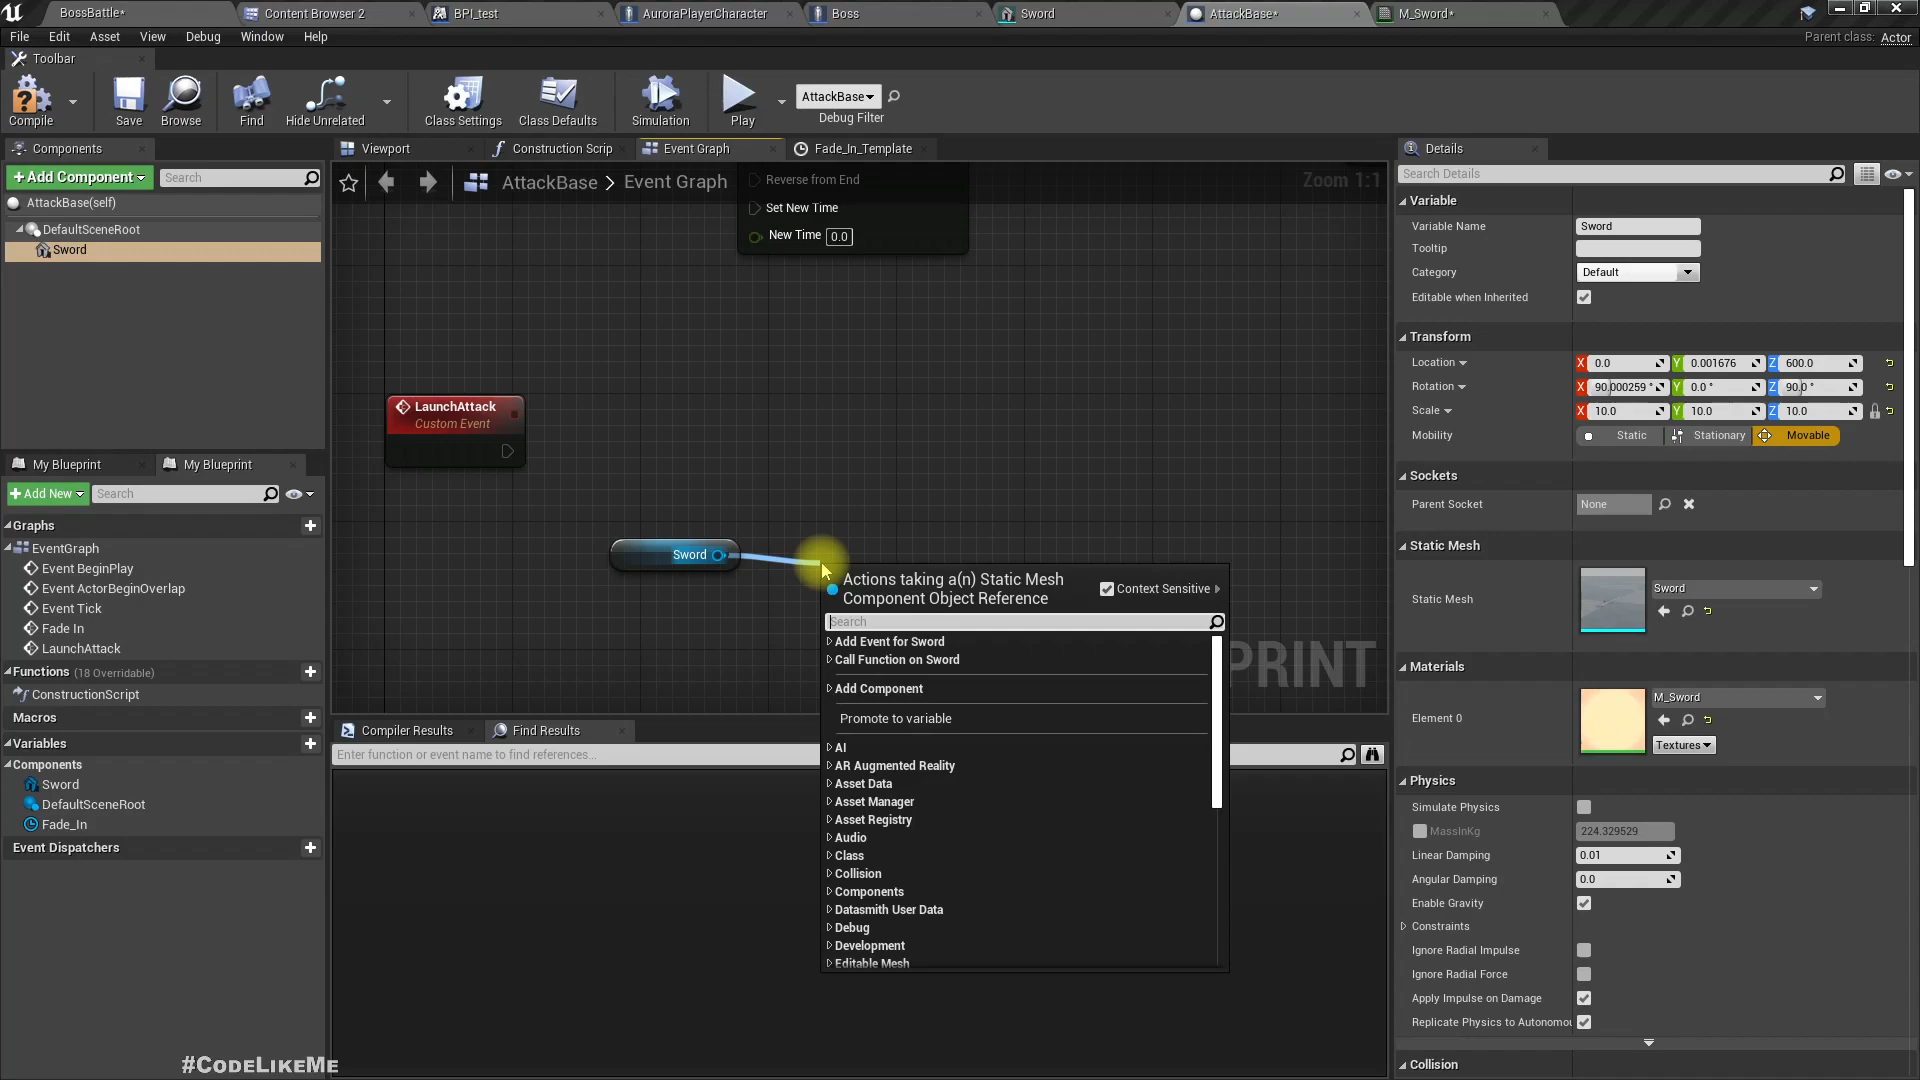 BossBattle*
Content Browser 2
BPI_test
AuroraPlayerCharacter
Boss
Sword
AttackBase*
M_Sword*
File Edit Asset View Debug Window Help
Parent class: Actor
Toolbar
Compile
Save
Browse
Find
Hide Unrelated
Class Settings
Class Defaults
Simulation
Play
AttackBase
Debug Filter
Components
+Add Component
Search
AttackBase(self)
DefaultSceneRoot
Sword
My Blueprint
My Blueprint
+Add New
Search
Graphs
EventGraph
Event BeginPlay
Event ActorBeginOverlap
Event Tick
Fade In
LaunchAttack
Functions (18 Overridable)
ConstructionScript
Macros
Variables
Components
Sword
DefaultSceneRoot
Fade_In
Event Dispatchers
#CodeLikeMe
Viewport
Construction Scrip
Event Graph
Fade_In_Template
AttackBase > Event Graph
Zoom 1:1
Reverse from End
Set New Time
New Time 0.0
LaunchAttack
Custom Event
Sword
PRINT
Actions taking a(n) Static Mesh
Component Object Reference
Context Sensitive
Search
Add Event for Sword
Call Function on Sword
Add Component
Promote to variable
AI
AR Augmented Reality
Asset Data
Asset Manager
Asset Registry
Audio
Class
Collision
Components
Datasmith User Data
Debug
Development
Editable Mesh
Compiler Results
Find Results
Enter function or event name to find references...
Details
Search Details
Variable
Variable Name Sword
Tooltip
Category Default
Editable when Inherited
Transform
Location X 0.0 Y 0.001676 Z 600.0
Rotation X 90.000259 ° Y 0.0 ° Z 90.0 °
Scale X 10.0 Y 10.0 Z 10.0
Mobility Static Stationary Movable
Sockets
Parent Socket None
Static Mesh
Static Mesh Sword
Materials
Element 0 M_Sword
Textures
Physics
Simulate Physics
MassInKg 224.329529
Linear Damping 0.01
Angular Damping 0.0
Enable Gravity
Constraints
Ignore Radial Impulse
Ignore Radial Force
Apply Impulse on Damage
Replicate Physics to Autonomou
Collision